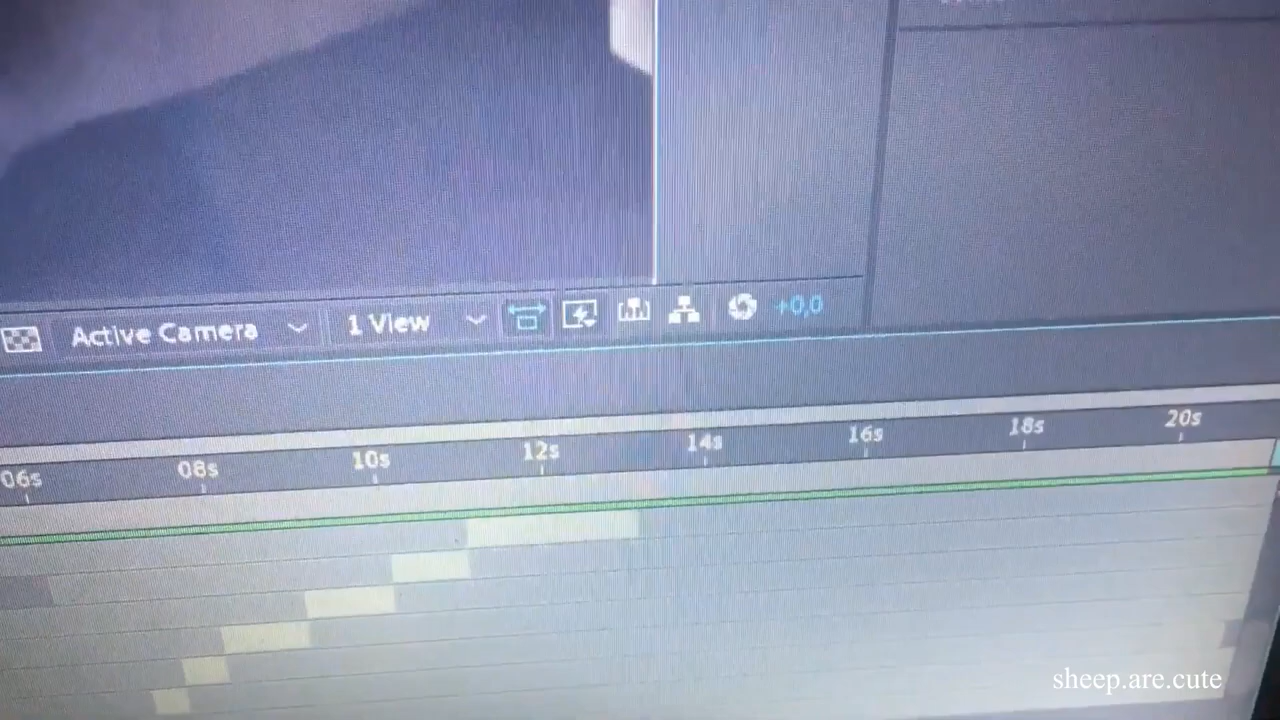 Active Camera 1 View +0,0
06s 08s 10s 12s 14s 16s 18s 20s
sheep.are.cute